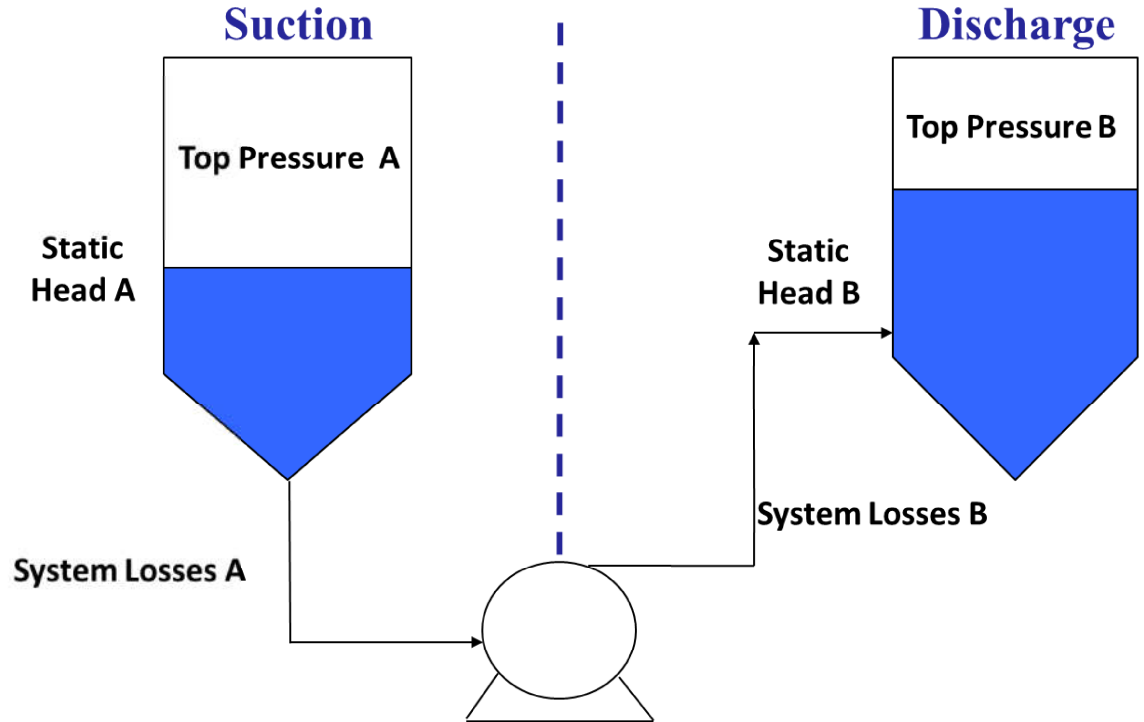 Suction
Discharge
Top Pressure A
Top Pressure B
Static
Head A
Static
Head B
System Losses A
System Losses B